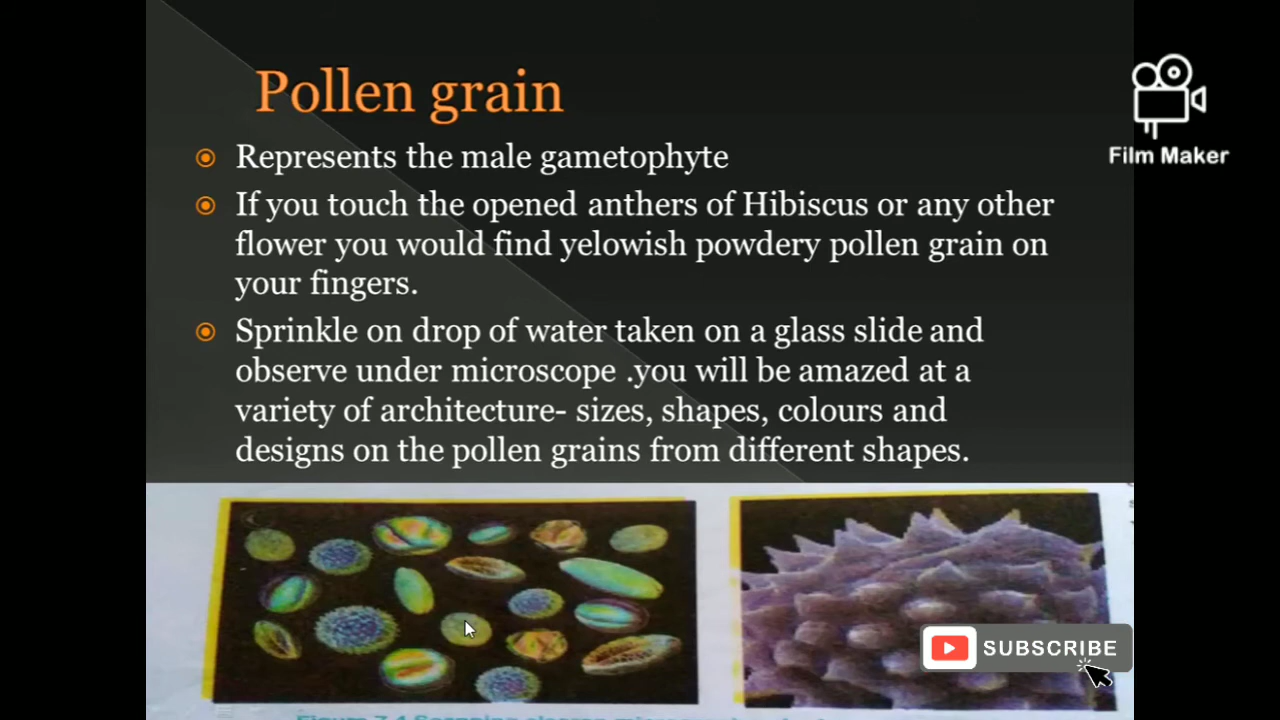 Pollen grain
Film Maker
Represents the male gametophyte
If you touch the opened anthers of Hibiscus or any other
flower you would find yelowish powdery pollen grain on
your fingers.
Sprinkle on drop of water taken on a glass slide and
observe under microscope .you will be amazed at a
variety of architecture- sizes, shapes, colours and
designs on the pollen grains from different shapes.
SUBSCRIBE